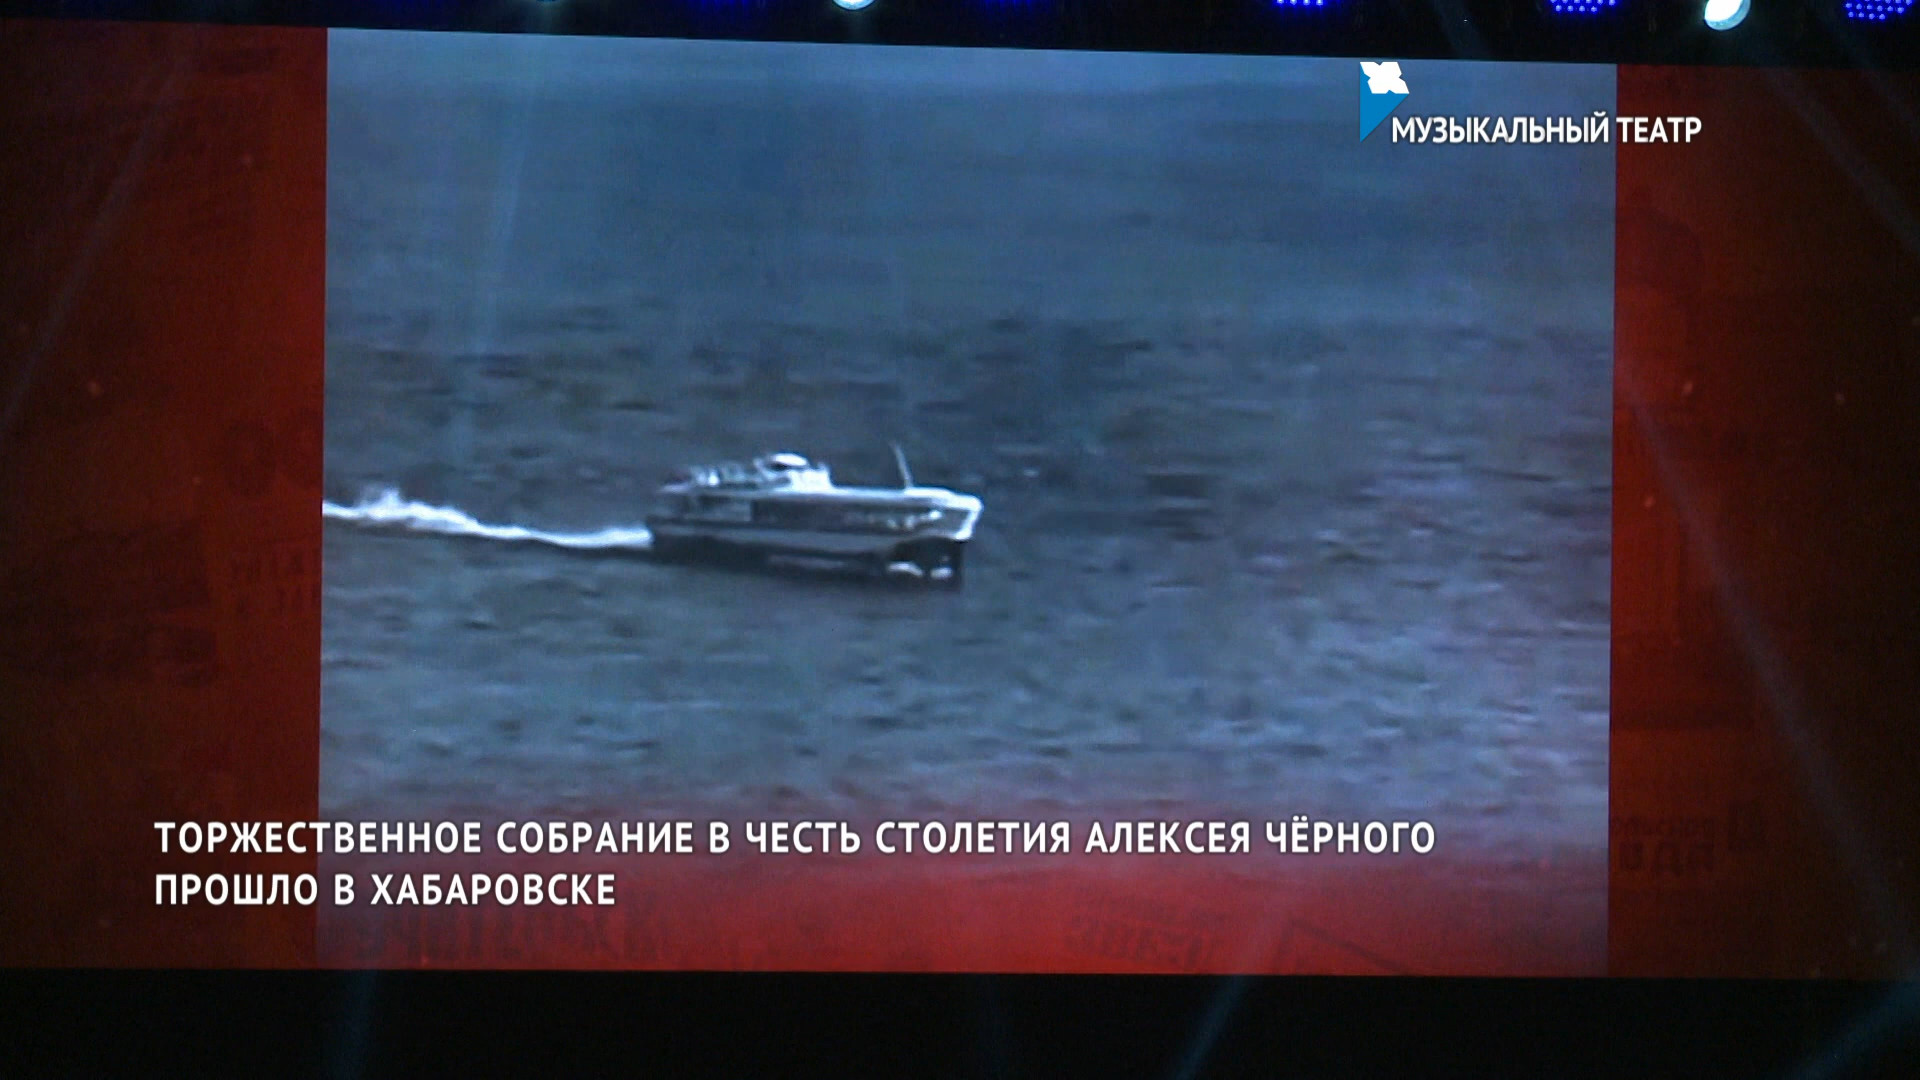 МУЗЫКАЛЬНЫЙ ТЕАТР
ТОРЖЕСТВЕННОЕ СОБРАНИЕ В ЧЕСТЬ СТОЛЕТИЯ АЛЕКСЕЯ ЧЁРНОГО
ПРОШЛО В ХАБАРОВСКЕ